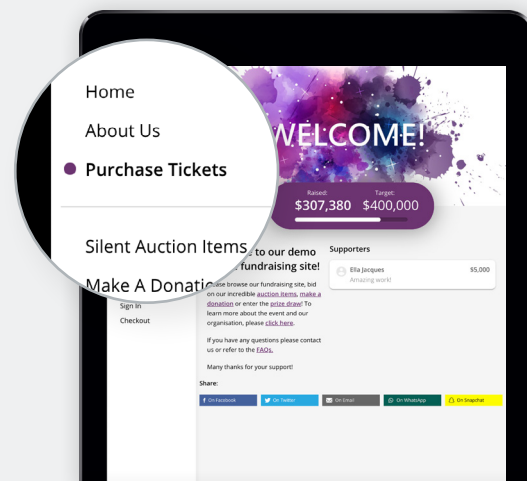 Home
About Us
Purchase Tickets
Silent Auction Items
Make A Donatio
Sign In
Checkout
WELCOME!
Raised:
Target:
$307,380
$400,000
to our demo
fundraising site!
ase browse our fundraising site, bid
on our incredible auction items, make a
donation or enter the prize draw! To
learn more about the event and our
organisation, please click here.
If you have any questions please contact
us or refer to the FAQs.
Many thanks for your support!
Share:
On Facebook
On Twitter
On Email
On WhatsApp
On Snapchat
Supporters
Ella Jacques
$5,000
Amazing work!